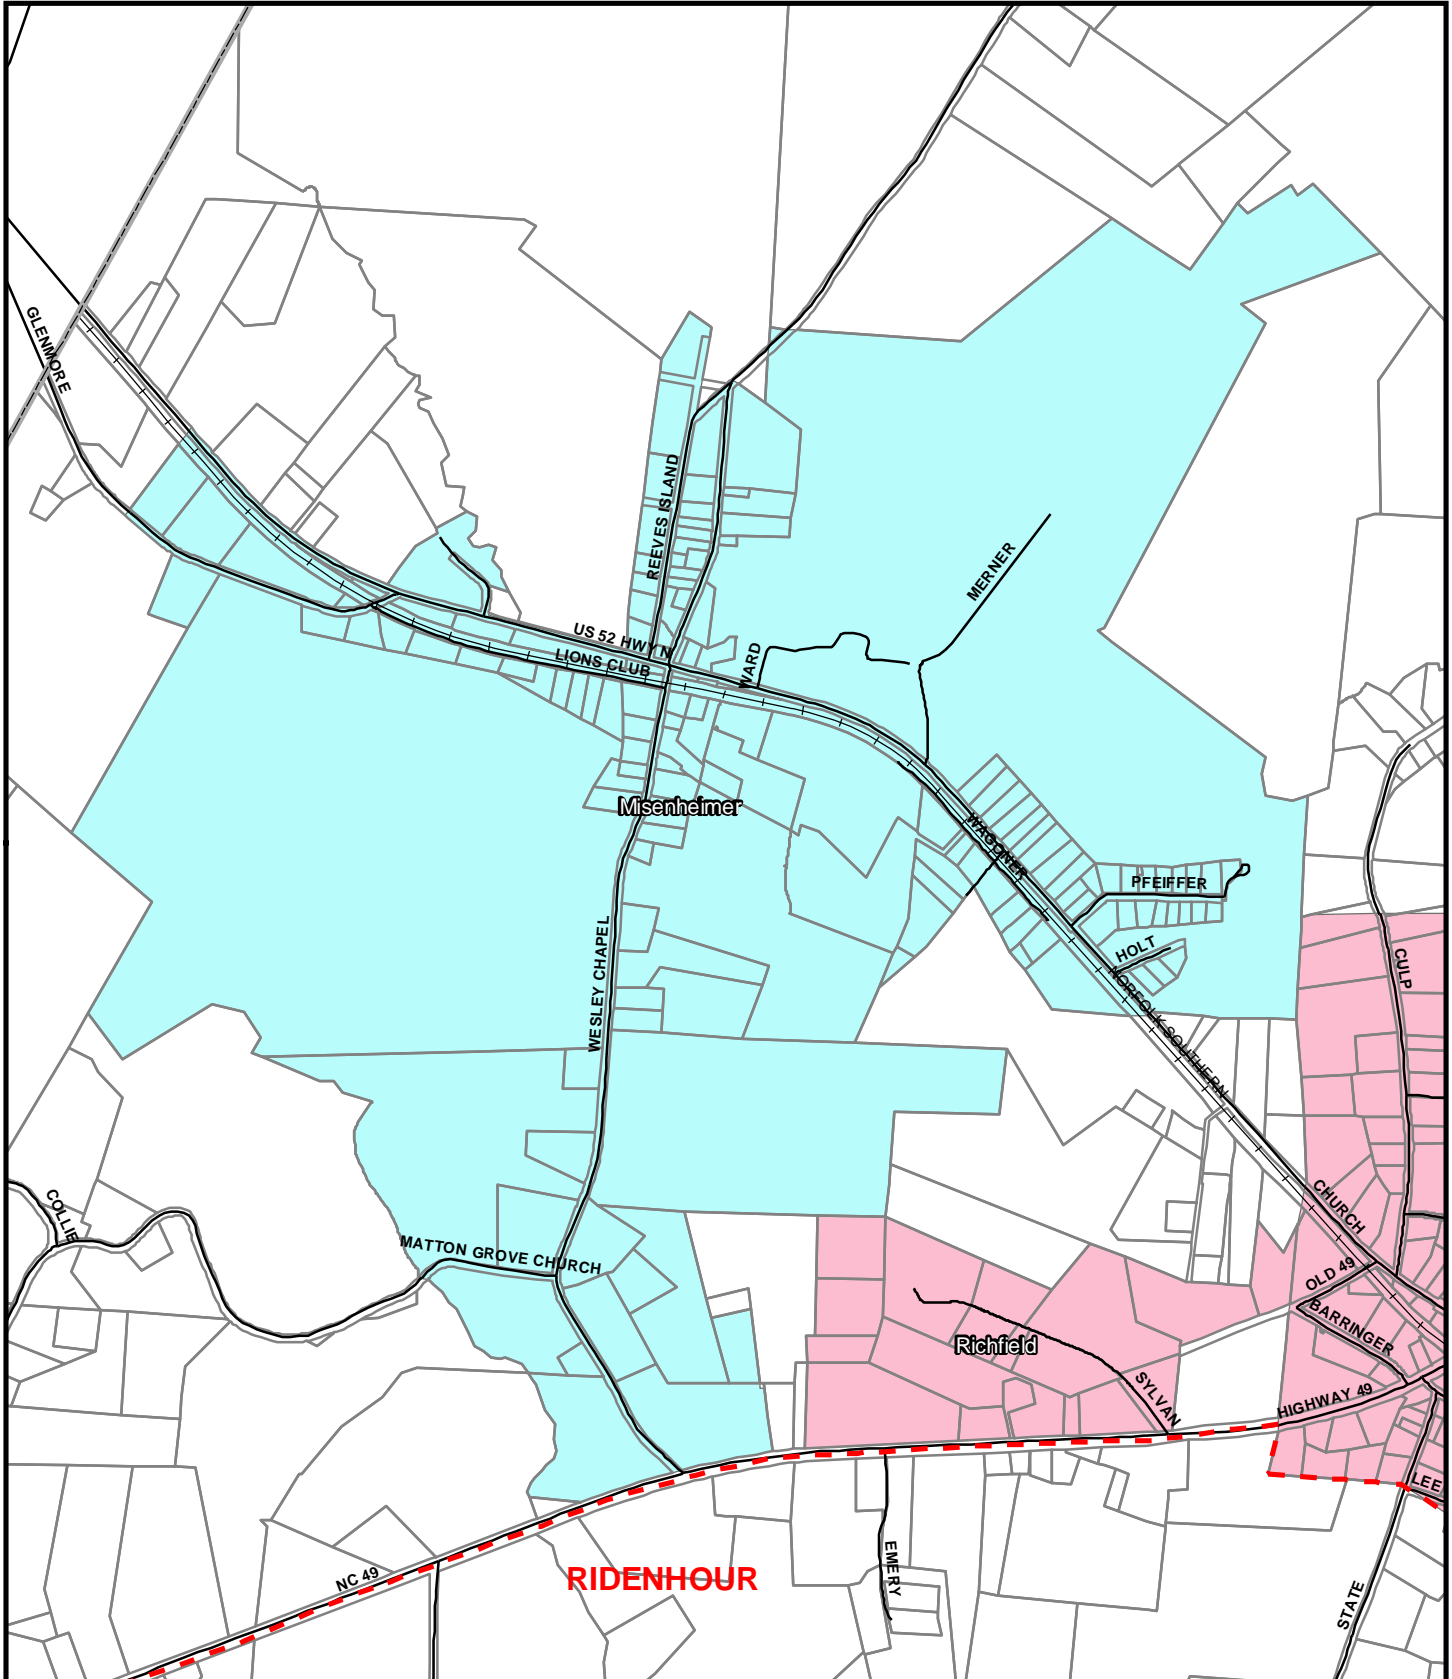 GLENMORE
REEVES ISLAND
MERNER
US 52 HWY N
LIONS CLUB
WARD
Misenheimer
WAGONER
PFEIFFER
HOLT
WESLEY CHAPEL
NORFOLK SOUTHERN
CULP
COLLIE
MATTON GROVE CHURCH
CHURCH
OLD 49
BARRINGER
Richfield
SYLVAN
HIGHWAY 49
LEE
EMERY
RIDENHOUR
NC 49
STATE